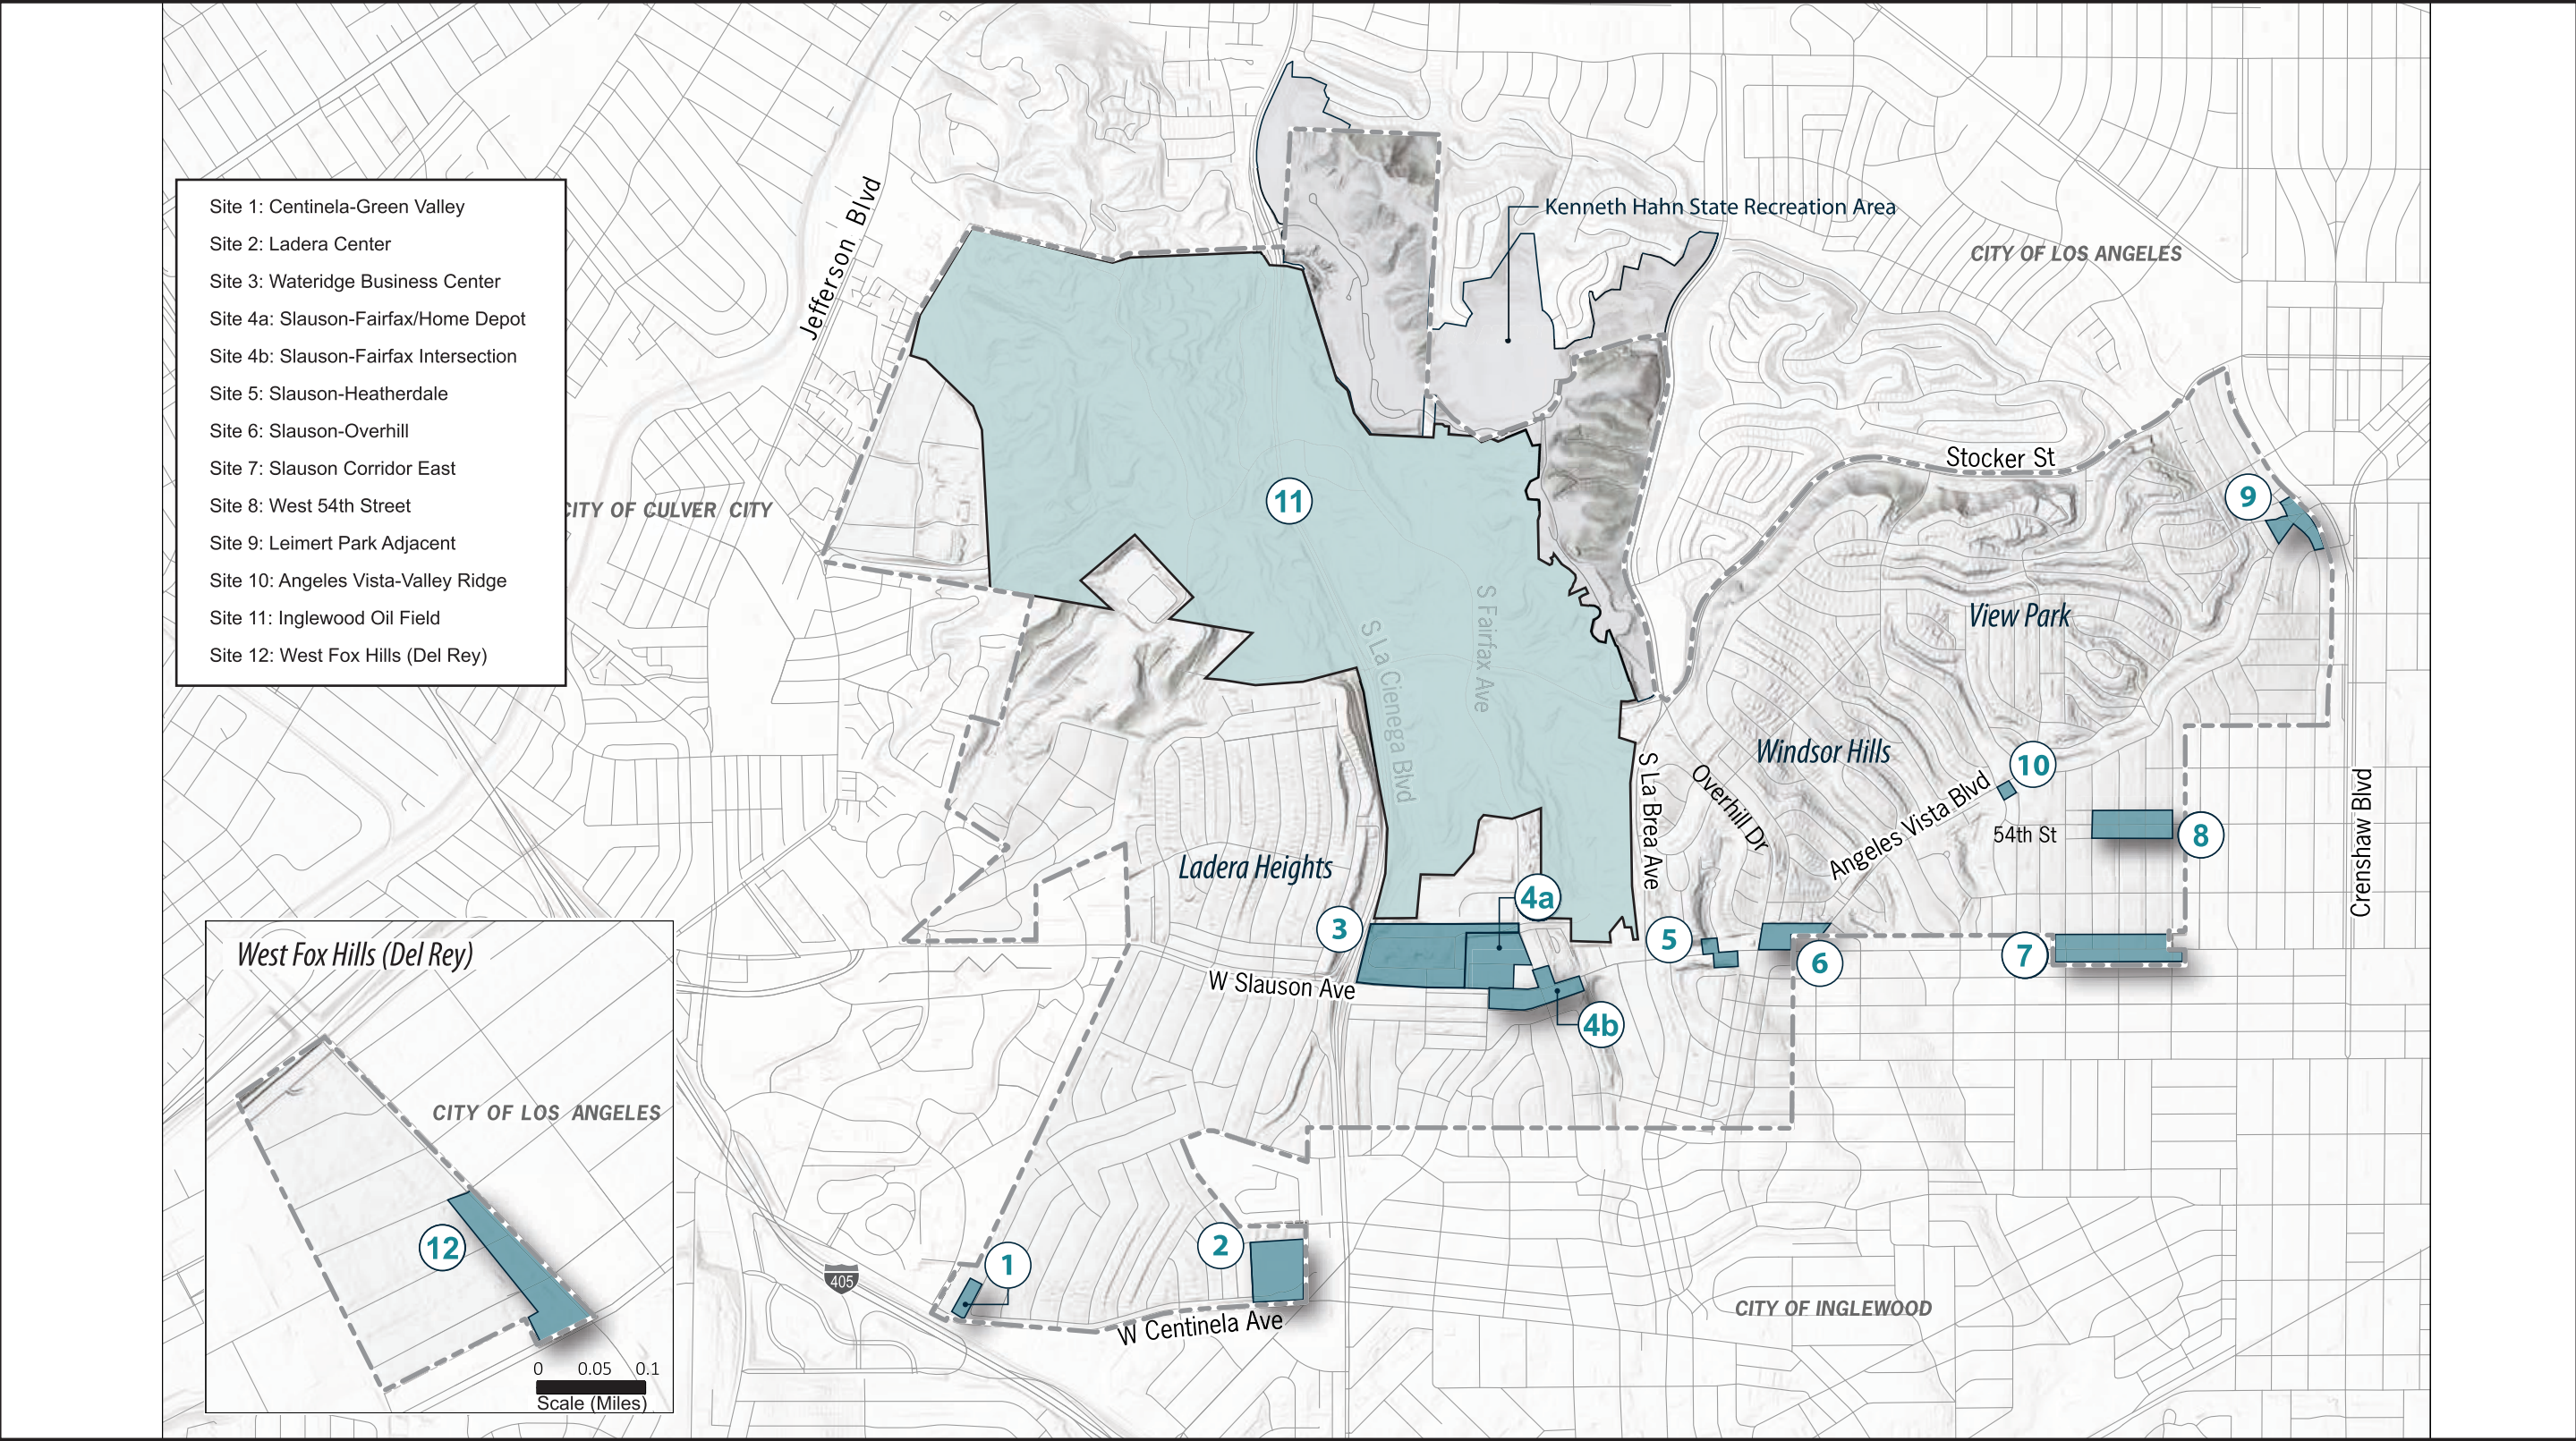 Site 1: Centinela-Green Valley
Site 2: Ladera Center
Site 3: Wateridge Business Center
Site 4a: Slauson-Fairfax/Home Depot
Site 4b: Slauson-Fairfax Intersection
Site 5: Slauson-Heatherdale
Site 6: Slauson-Overhill
Site 7: Slauson Corridor East
Site 8: West 54th Street
Site 9: Leimert Park Adjacent
Site 10: Angeles Vista-Valley Ridge
Site 11: Inglewood Oil Field
Site 12: West Fox Hills (Del Rey)
Jefferson Blvd
Kenneth Hahn State Recreation Area
CITY OF LOS ANGELES
CITY OF CULVER CITY
Stocker St
9
11
S La Cienega Blvd
S Fairfax Ave
View Park
Windsor Hills
10
S La Brea Ave
Overhill Dr
Angeles Vista Blvd
54th St
8
Crenshaw Blvd
Ladera Heights
4a
3
5
6
7
W Slauson Ave
4b
West Fox Hills (Del Rey)
CITY OF LOS ANGELES
12
0 0.05 0.1
Scale (Miles)
405
1
2
W Centinela Ave
CITY OF INGLEWOOD